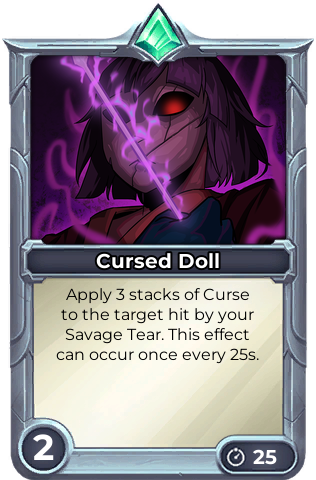 Cursed Doll
Apply 3 stacks of Curse
to the target hit by your
Savage Tear. This effect
can occur once every 25s.
2
25